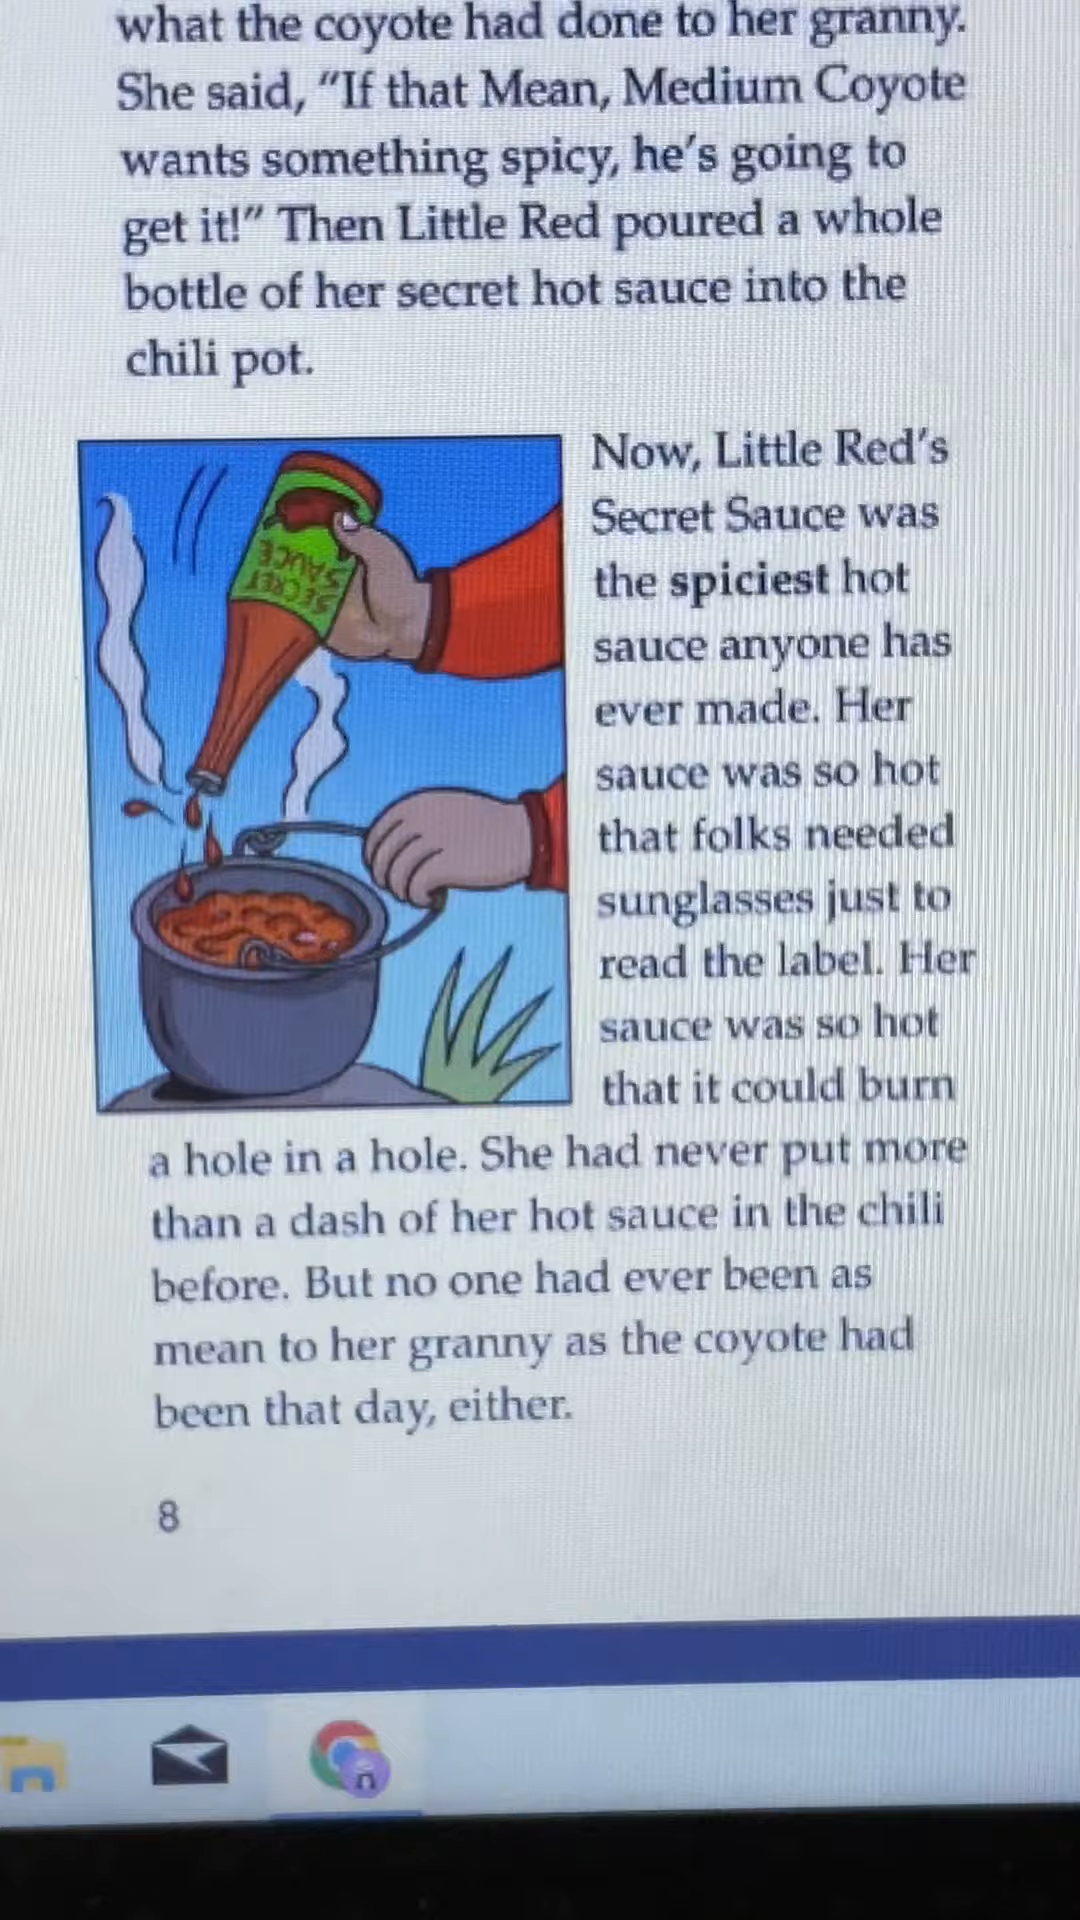 what the coyote had done to her granny.
She said, “If that Mean, Medium Coyote
wants something spicy, he’s going to
get it!” Then Little Red poured a whole
bottle of her secret hot sauce into the
chili pot.
SECRET
SAUCE
Now, Little Red’s
Secret Sauce was
the spiciest hot
sauce anyone has
ever made. Her
sauce was so hot
that folks needed
sunglasses just to
read the label. Her
sauce was so hot
that it could burn
a hole in a hole. She had never put more
than a dash of her hot sauce in the chili
before. But no one had ever been as
mean to her granny as the coyote had
been that day, either.
8